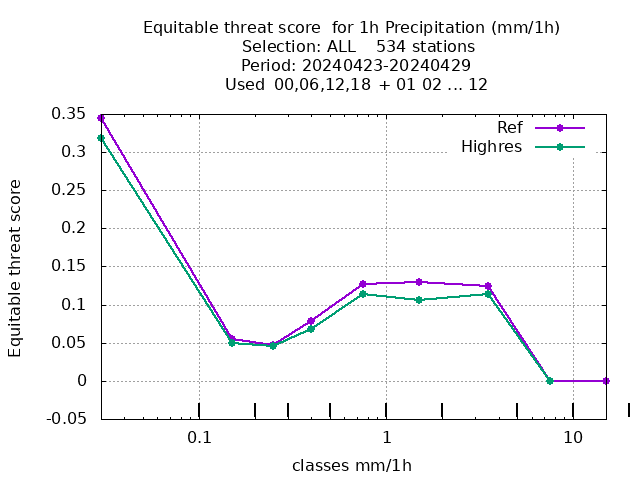 Equitable threat score  for 1h Precipitation (mm/1h)
Selection: ALL    534 stations
Period: 20240423-20240429
Used  00,06,12,18 + 01 02 ... 12
Ref
Highres
0.35
0.3
0.25
0.2
0.15
0.1
0.05
0
-0.05
Equitable threat score
0.1
1
10
classes mm/1h